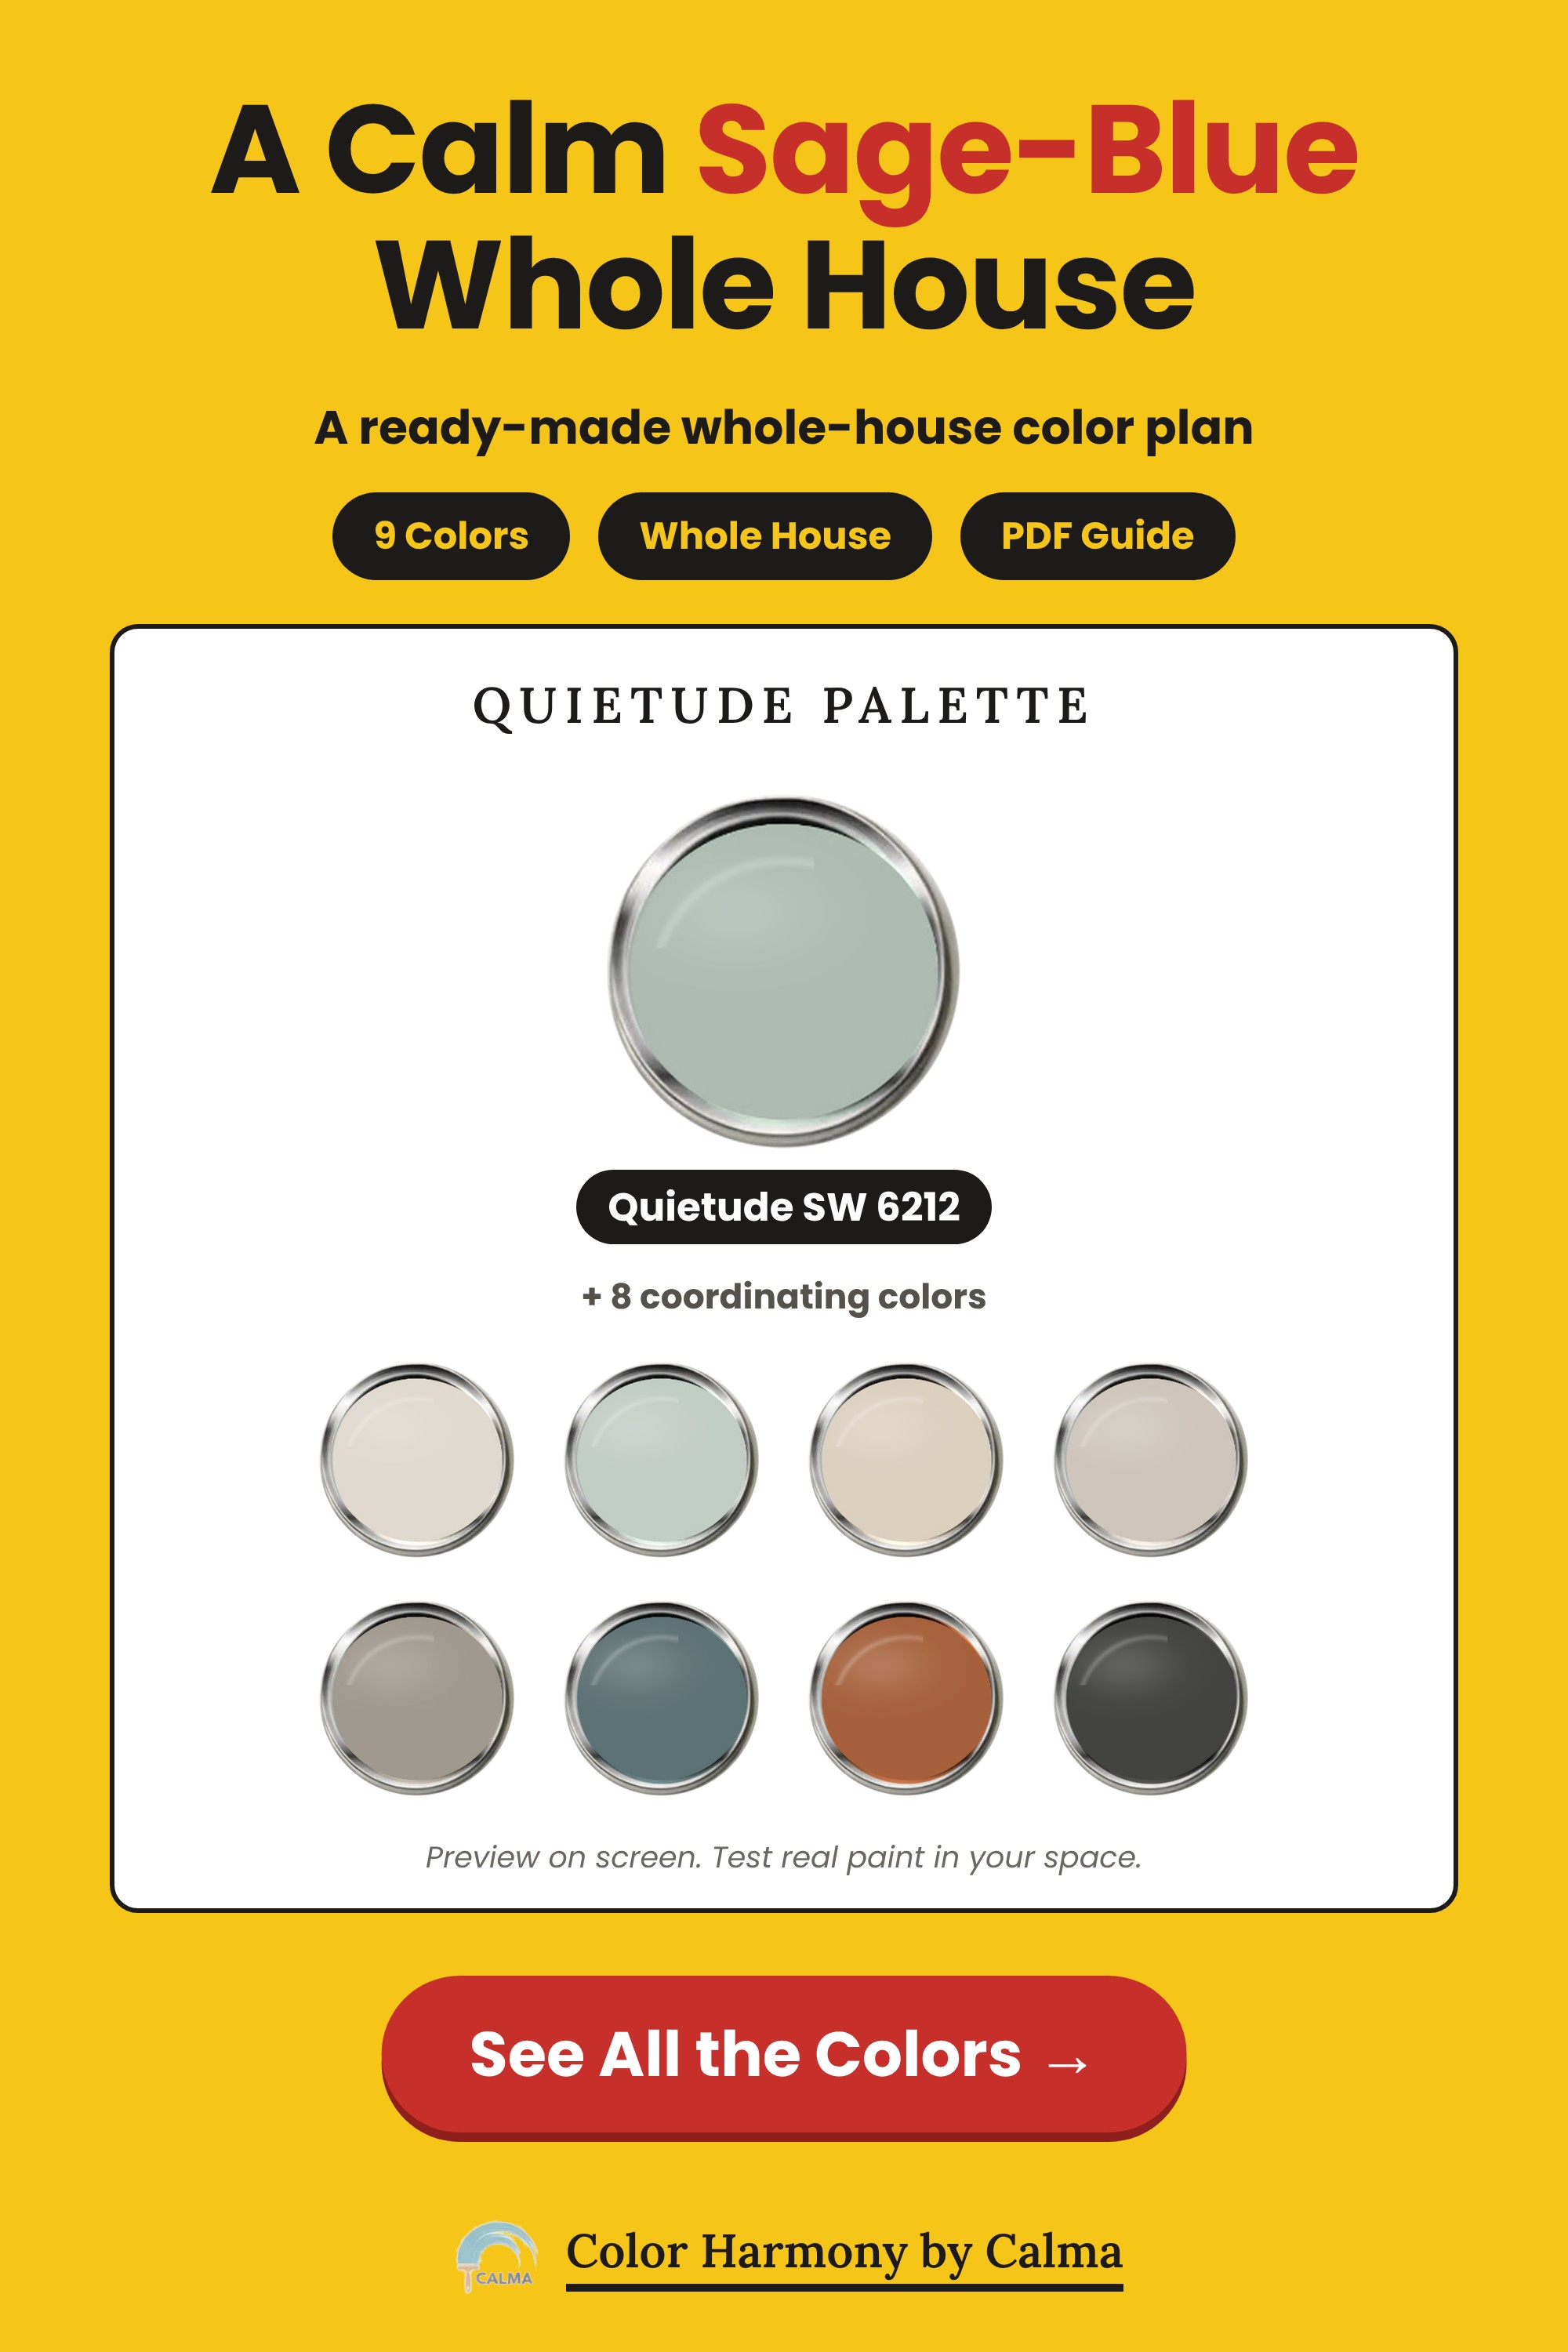 A Calm Sage-Blue
Whole House
A ready-made whole-house color plan
9 Colors
Whole House
PDF Guide
QUIETUDE PALETTE
Quietude SW 6212
+ 8 coordinating colors
Preview on screen. Test real paint in your space.
See All the Colors →
CALMA
Color Harmony by Calma